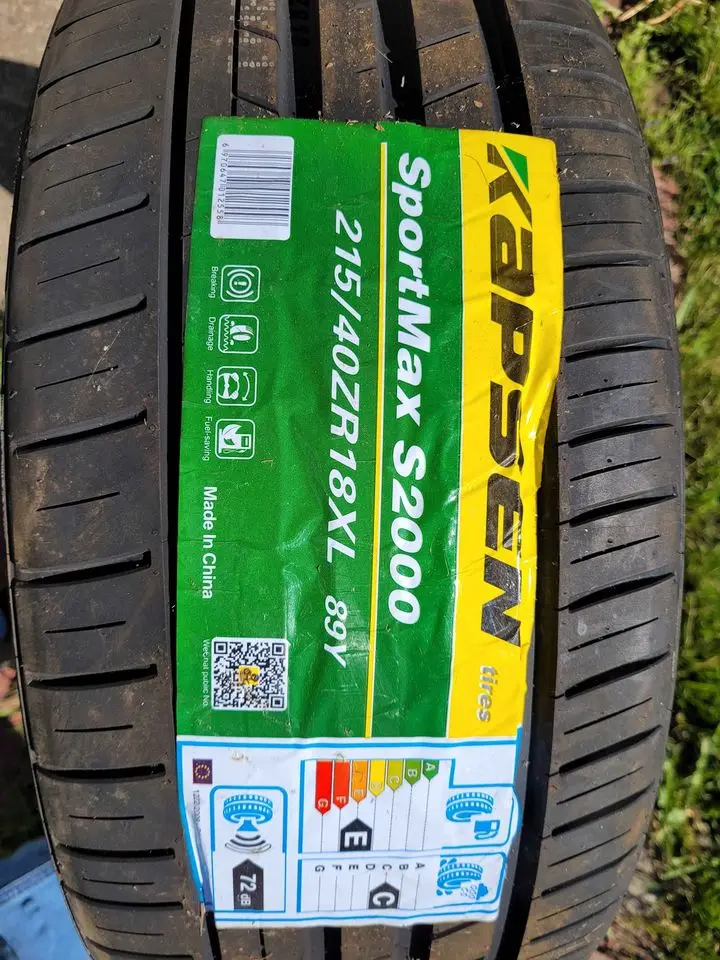 Kapsen tires
SportMax S2000
215/40ZR18XL 89Y
Breaking
Drainage
Handling
Fuel-saving
Made In China
A
B
C
E
F
G
E
A
B
C
D
E
F
G
C
72 dB